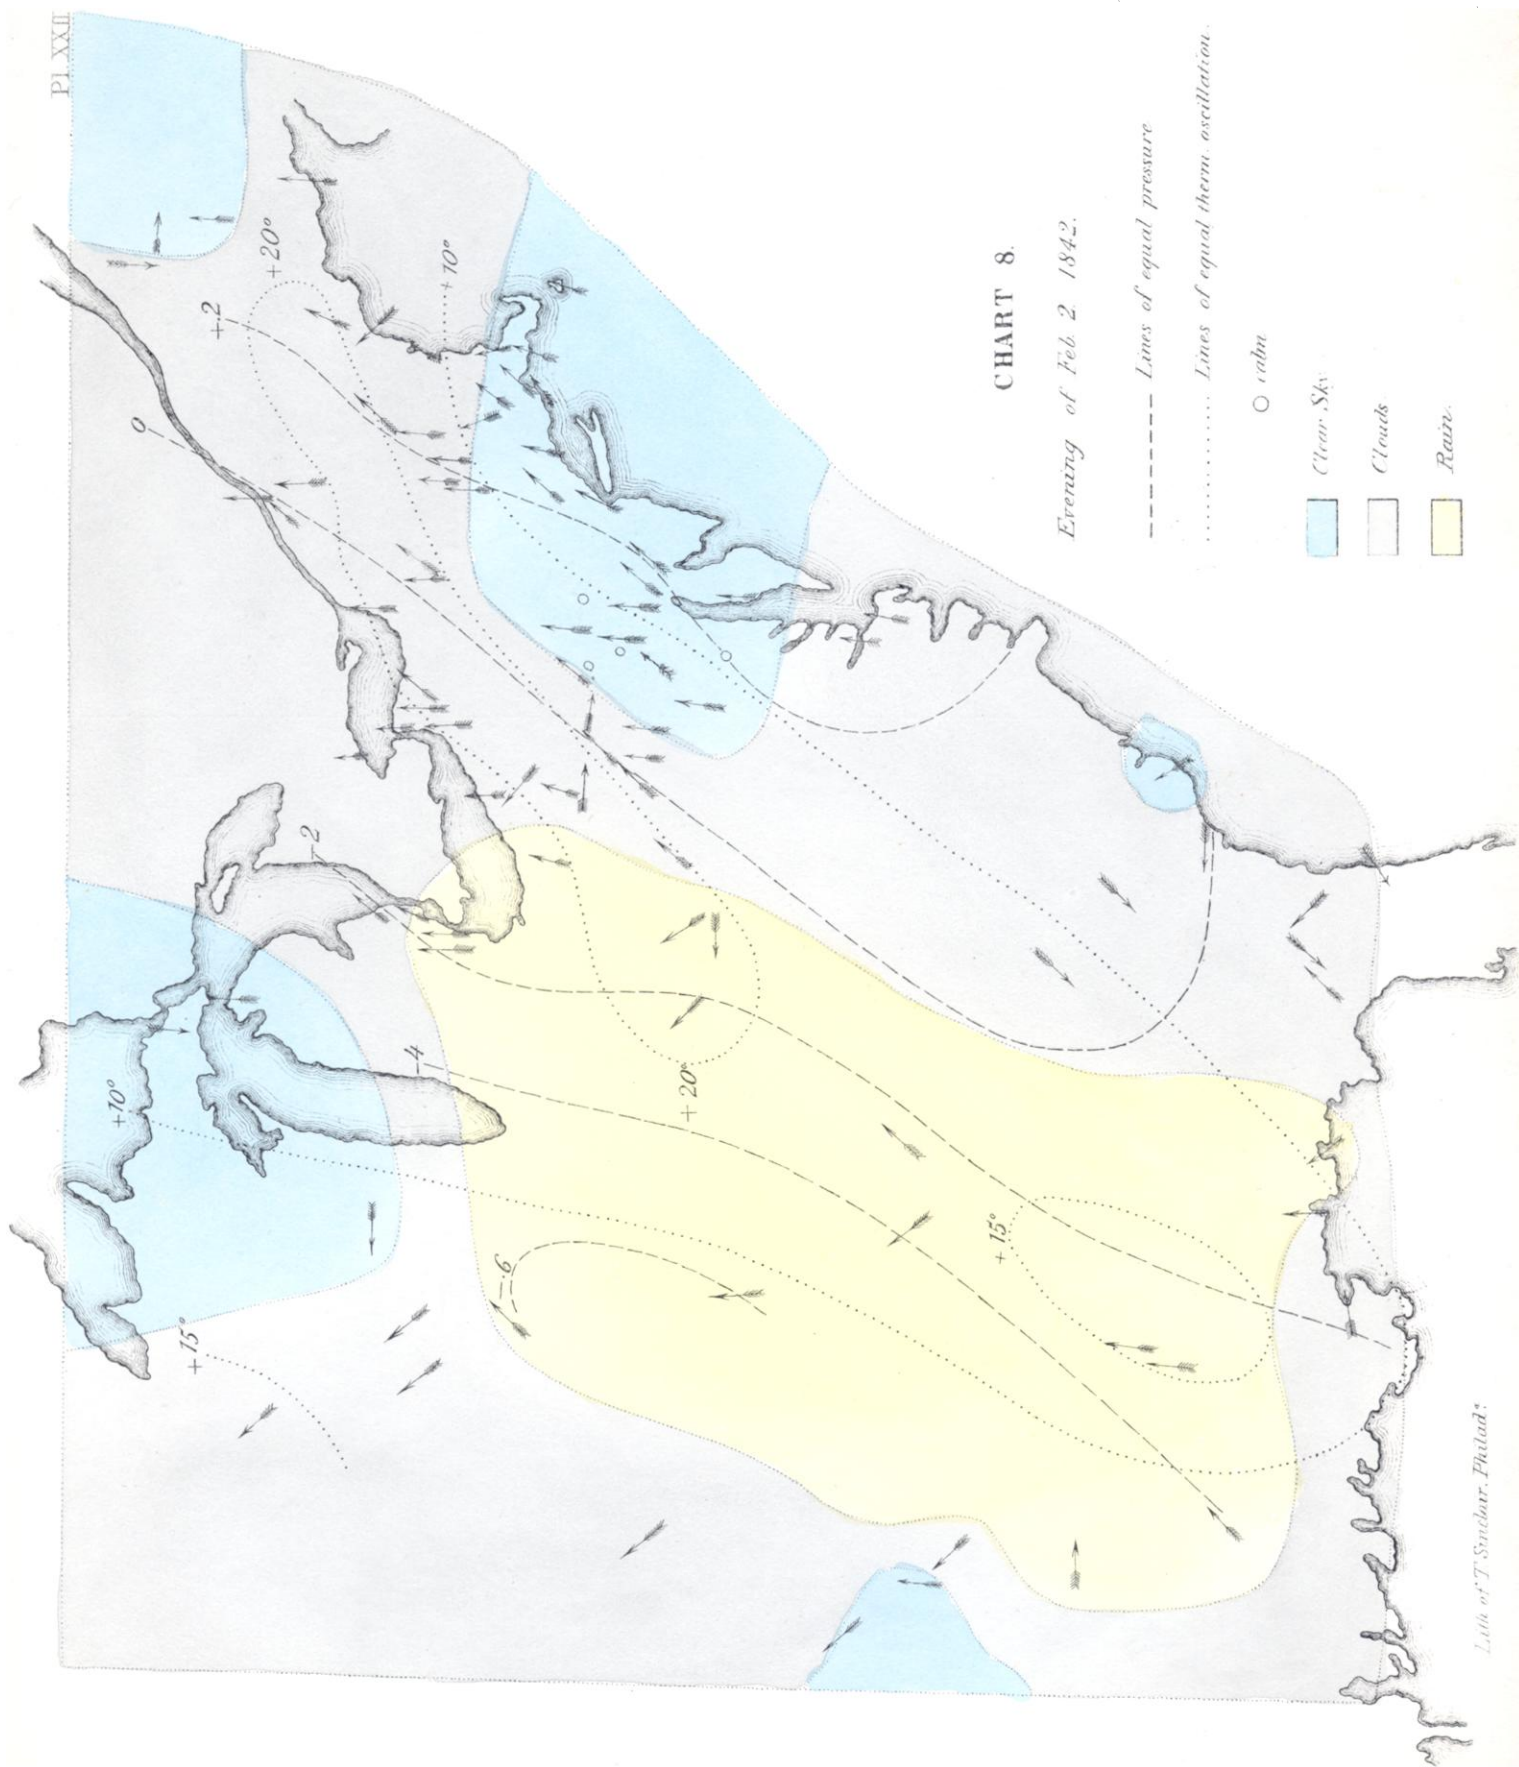 Pl. XXII
CHART 8.
Evening of Feb. 2. 1842.
Lines of equal pressure
Lines of equal therm. oscillation.
calm
Clear Sky.
Clouds
Rain.
+20°
+2
0
+10°
-2
-4
+10°
+20°
-6
+15°
+15°
Lith of T Sinclair, Philadª.